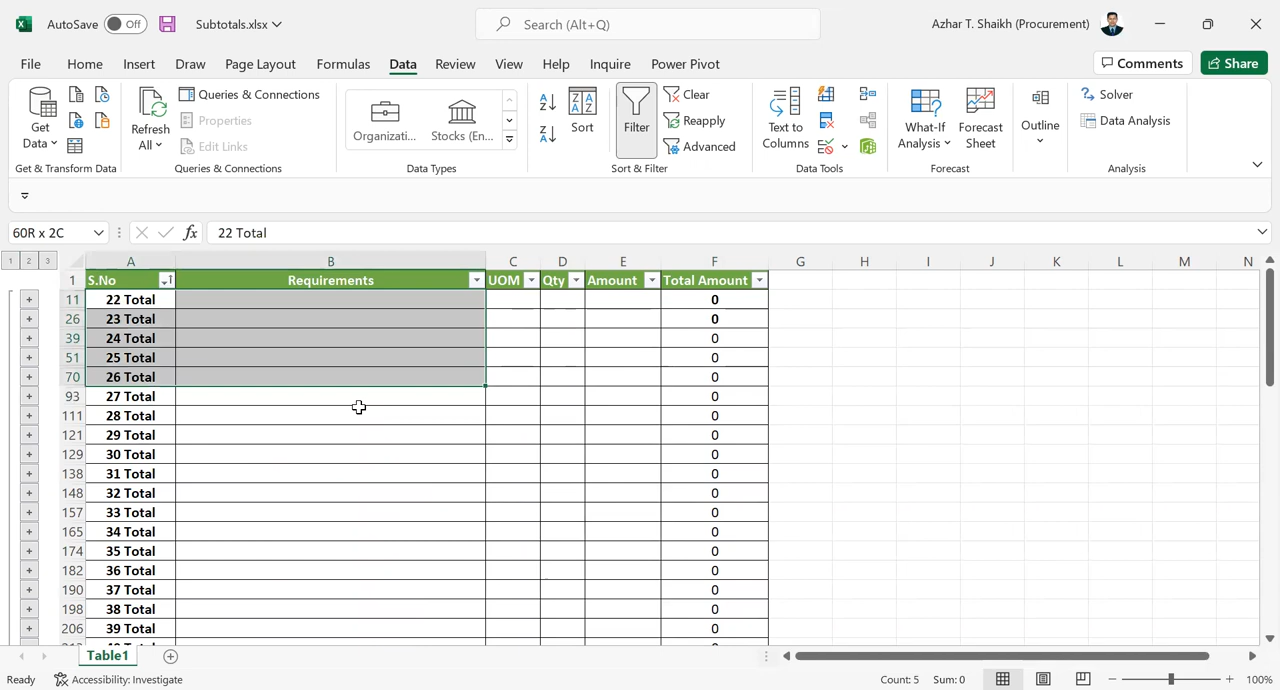 AutoSave Off Subtotals.xlsx Search (Alt+Q) Azhar T. Shaikh (Procurement)
File Home Insert Draw Page Layout Formulas Data Review View Help Inquire Power Pivot Comments Share
Get Data
Refresh All
Queries & Connections
Properties
Edit Links
Organizati...
Stocks (En...
Sort
Filter
Clear
Reapply
Advanced
Text to Columns
What-If Analysis
Forecast Sheet
Outline
Solver
Data Analysis
Get & Transform Data Queries & Connections Data Types Sort & Filter Data Tools Forecast Analysis
60R x 2C fx 22 Total
1 2 3 A B C D E F G H I J K L M N
1 S.No Requirements UOM Qty Amount Total Amount
11 22 Total 0
26 23 Total 0
39 24 Total 0
51 25 Total 0
70 26 Total 0
93 27 Total 0
111 28 Total 0
121 29 Total 0
129 30 Total 0
138 31 Total 0
148 32 Total 0
157 33 Total 0
165 34 Total 0
174 35 Total 0
182 36 Total 0
190 37 Total 0
198 38 Total 0
206 39 Total 0
Table1
Ready Accessibility: Investigate Count: 5 Sum: 0 100%